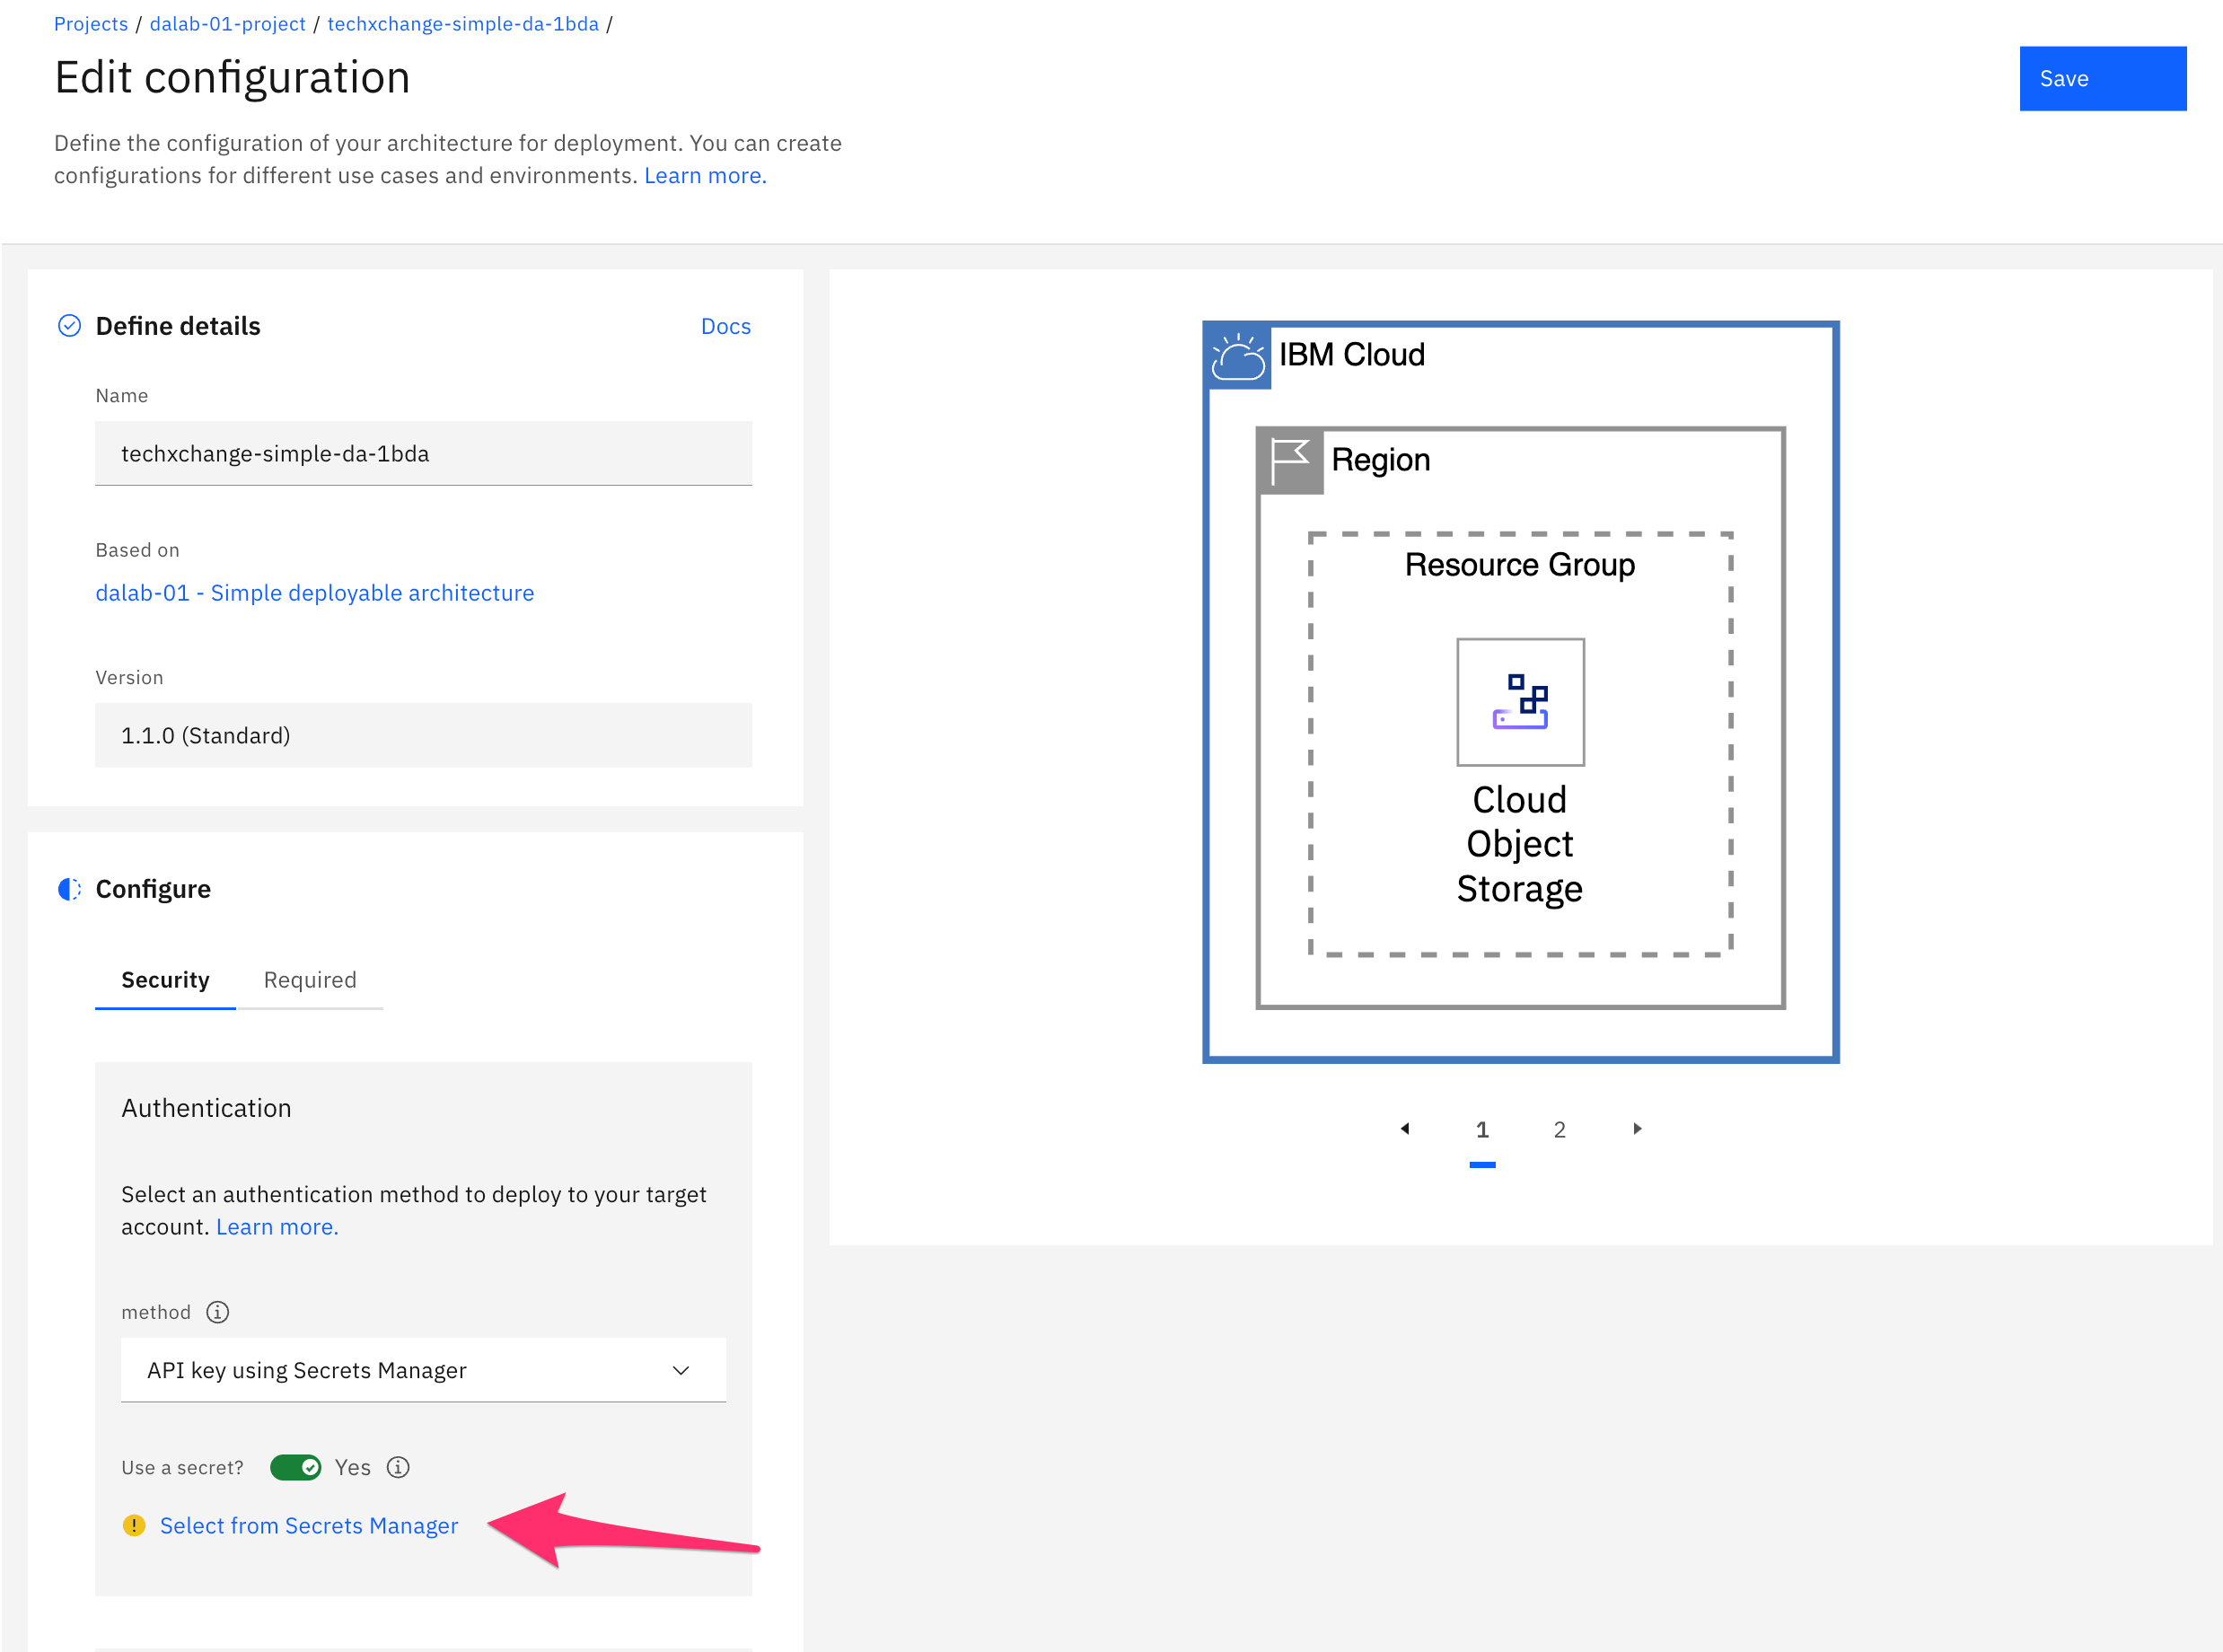 Projects / dalab-01-project / techxchange-simple-da-1bda /
Edit configuration
Save
Define the configuration of your architecture for deployment. You can create
configurations for different use cases and environments. Learn more.
Define details
Docs
Name
techxchange-simple-da-1bda
Based on
dalab-01 - Simple deployable architecture
Version
1.1.0 (Standard)
Configure
Security
Required
Authentication
Select an authentication method to deploy to your target
account. Learn more.
method
API key using Secrets Manager
Use a secret?
Yes
Select from Secrets Manager
IBM Cloud
Region
Resource Group
Cloud
Object
Storage
1
2